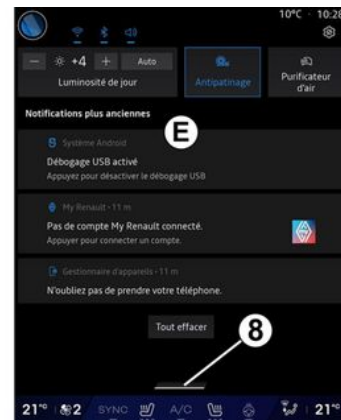 10°C 10:28
− +4 + Auto
Luminosité de jour
Antipatinage
Purificateur
d'air
Notifications plus anciennes
E
Système Android
Débogage USB activé
Appuyez pour désactiver le débogage USB
My Renault · 11 m
Pas de compte My Renault connecté.
Appuyer pour connecter un compte.
Gestionnaire d'appareils · 11 m
N'oubliez pas de prendre votre téléphone.
Tout effacer
8
21°C 2 SYNC A/C 21°C